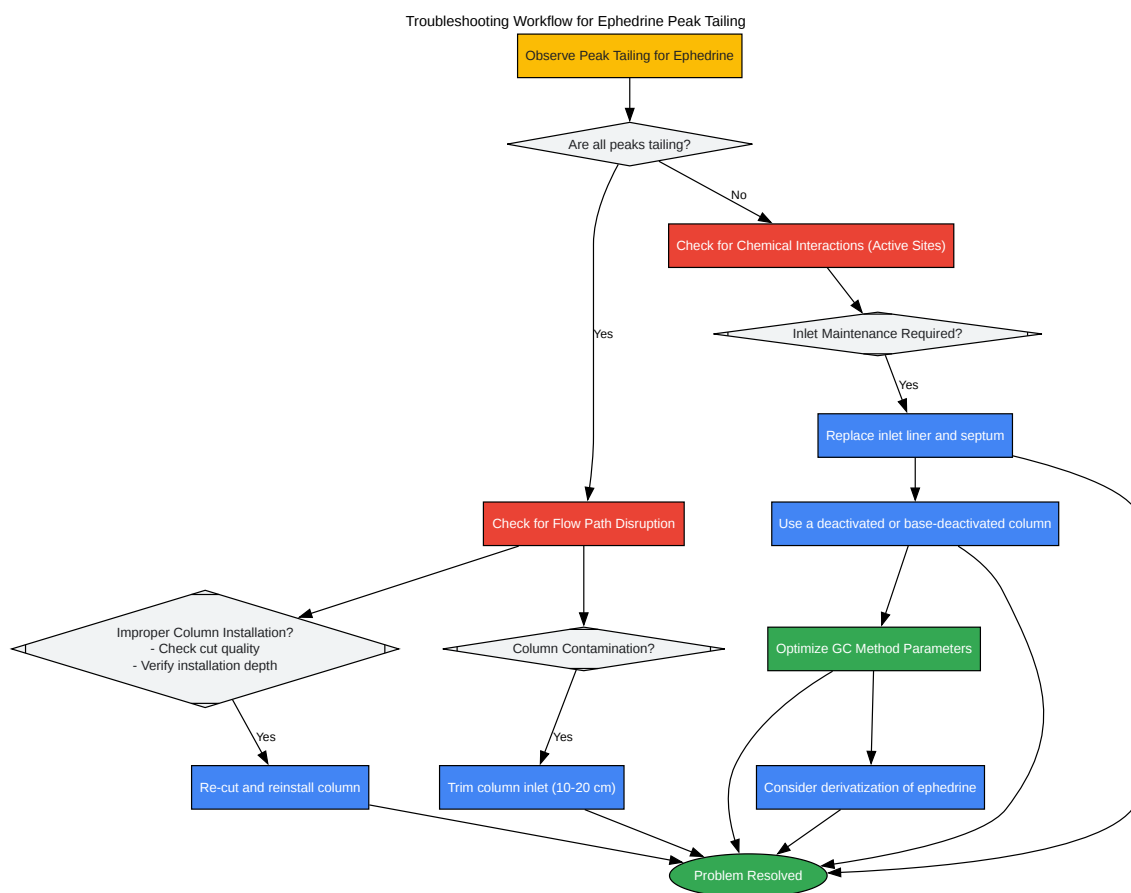 Troubleshooting Workflow for Ephedrine Peak Tailing
Observe Peak Tailing for Ephedrine
Are all peaks tailing?
No
Check for Chemical Interactions (Active Sites)
Yes
Inlet Maintenance Required?
Yes
Replace inlet liner and septum
Check for Flow Path Disruption
Use a deactivated or base-deactivated column
Improper Column Installation?
- Check cut quality
- Verify installation depth
Column Contamination?
Optimize GC Method Parameters
Yes
Yes
Re-cut and reinstall column
Trim column inlet (10-20 cm)
Consider derivatization of ephedrine
Problem Resolved